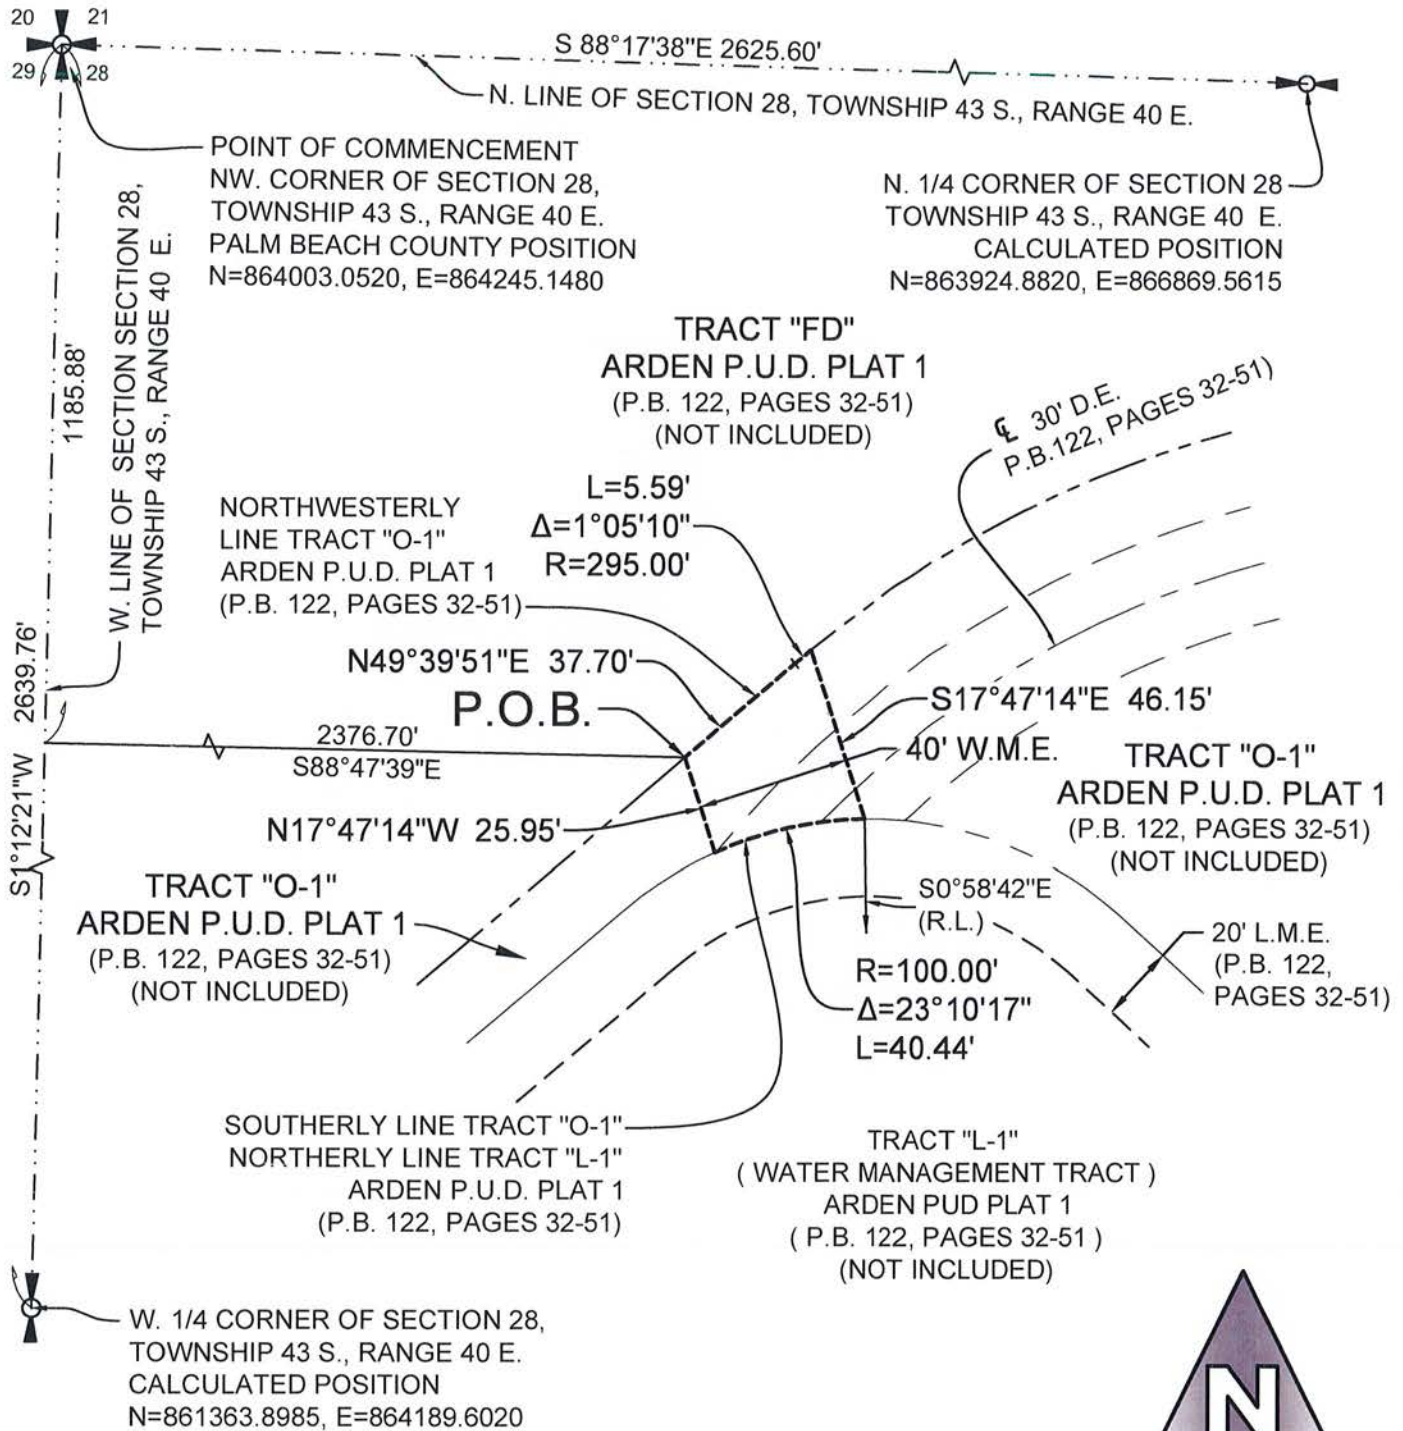 20 21
29 28
S 88°17'38"E 2625.60'
N. LINE OF SECTION 28, TOWNSHIP 43 S., RANGE 40 E.
POINT OF COMMENCEMENT
NW. CORNER OF SECTION 28,
TOWNSHIP 43 S., RANGE 40 E.
PALM BEACH COUNTY POSITION
N=864003.0520, E=864245.1480
N. 1/4 CORNER OF SECTION 28
TOWNSHIP 43 S., RANGE 40 E.
CALCULATED POSITION
N=863924.8820, E=866869.5615
1185.88'
W. LINE OF SECTION SECTION 28,
TOWNSHIP 43 S., RANGE 40 E.
S1°12'21"W 2639.76'
TRACT "FD"
ARDEN P.U.D. PLAT 1
(P.B. 122, PAGES 32-51)
(NOT INCLUDED)
℄ 30' D.E.
P.B.122, PAGES 32-51)
L=5.59'
Δ=1°05'10"
R=295.00'
NORTHWESTERLY
LINE TRACT "O-1"
ARDEN P.U.D. PLAT 1
(P.B. 122, PAGES 32-51)
N49°39'51"E 37.70'
P.O.B.
2376.70'
S88°47'39"E
S17°47'14"E 46.15'
40' W.M.E.
TRACT "O-1"
ARDEN P.U.D. PLAT 1
(P.B. 122, PAGES 32-51)
(NOT INCLUDED)
N17°47'14"W 25.95'
TRACT "O-1"
ARDEN P.U.D. PLAT 1
(P.B. 122, PAGES 32-51)
(NOT INCLUDED)
S0°58'42"E
(R.L.)
20' L.M.E.
(P.B. 122,
PAGES 32-51)
R=100.00'
Δ=23°10'17"
L=40.44'
SOUTHERLY LINE TRACT "O-1"
NORTHERLY LINE TRACT "L-1"
ARDEN P.U.D. PLAT 1
(P.B. 122, PAGES 32-51)
TRACT "L-1"
( WATER MANAGEMENT TRACT )
ARDEN PUD PLAT 1
( P.B. 122, PAGES 32-51 )
(NOT INCLUDED)
W. 1/4 CORNER OF SECTION 28,
TOWNSHIP 43 S., RANGE 40 E.
CALCULATED POSITION
N=861363.8985, E=864189.6020
N